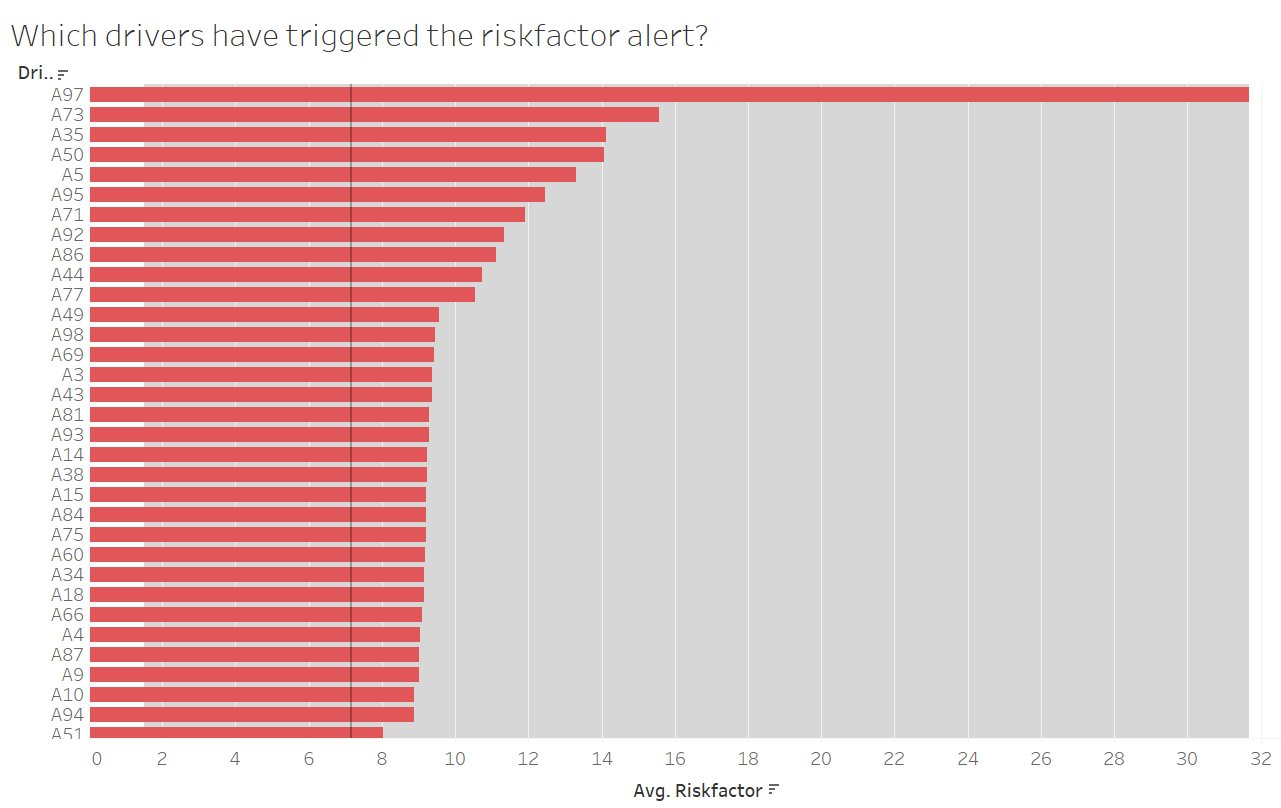 Which drivers have triggered the riskfactor alert?
Dri..
A97
A73
A35
A50
A5
A95
A71
A92
A86
A44
A77
A49
A98
A69
A3
A43
A81
A93
A14
A38
A15
A84
A75
A60
A34
A18
A66
A4
A87
A9
A10
A94
A51
0 2 4 6 8 10 12 14 16 18 20 22 24 26 28 30 32
Avg. Riskfactor